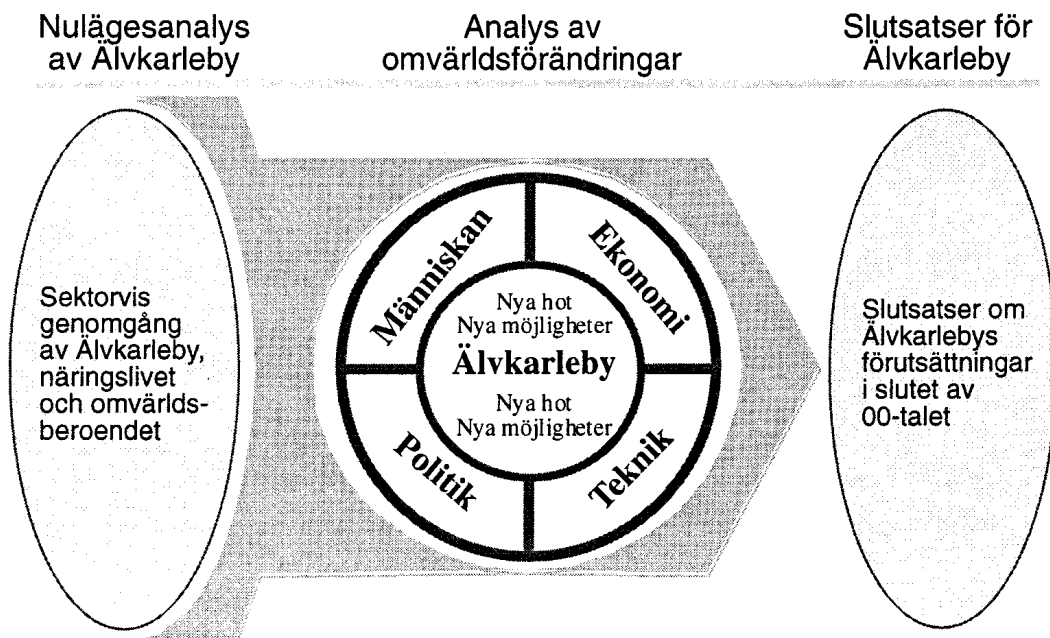 Nulägesanalys
av Älvkarleby
Analys av
omvärldsförändringar
Slutsatser för
Älvkarleby
Sektorvis
genomgång
av Älvkarleby,
näringslivet
och omvärlds-
beroendet
Människan
Ekonomi
Nya hot
Nya möjligheter
Älvkarleby
Nya hot
Nya möjligheter
Politik
Teknik
Slutsatser om
Älvkarlebys
förutsättningar
i slutet av
00-talet